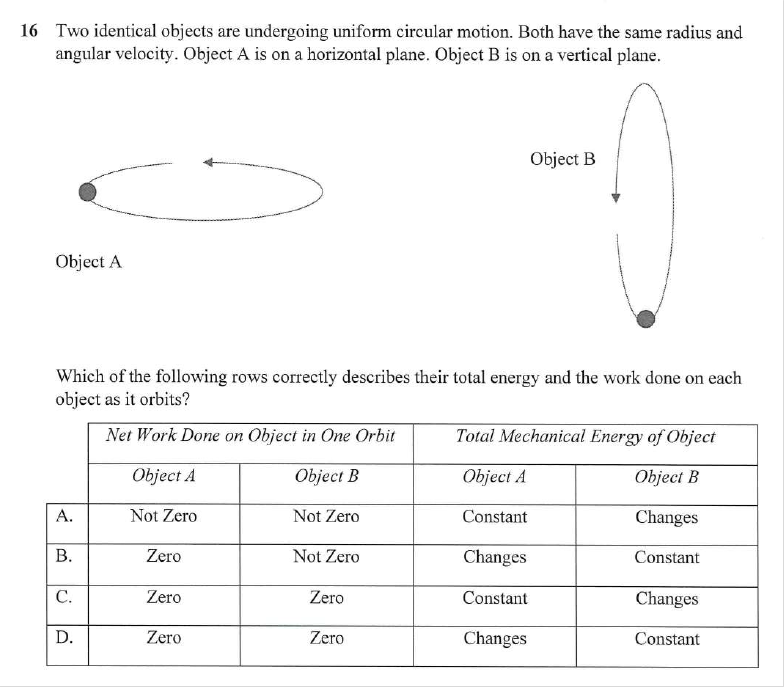 16 Two identical objects are undergoing uniform circular motion. Both have the same radius and
angular velocity. Object A is on a horizontal plane. Object B is on a vertical plane.
Object B
Object A
Which of the following rows correctly describes their total energy and the work done on each
object as it orbits?
Net Work Done on Object in One Orbit Total Mechanical Energy of Object
Object A Object B Object A Object B
A. Not Zero Not Zero Constant Changes
B. Zero Not Zero Changes Constant
C. Zero Zero Constant Changes
D. Zero Zero Changes Constant